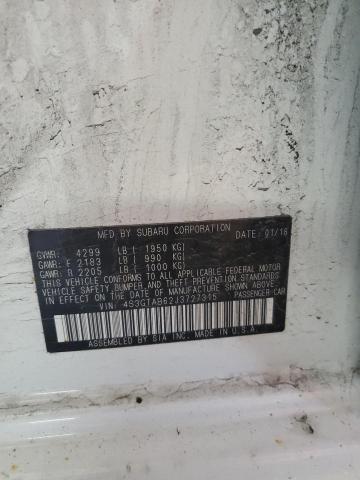 MFD BY SUBARU CORPORATION DATE: 01/18
GVWR: 4299 LB (1950 KG)
GAWR: F 2183 LB ( 990 KG)
GAWR: R 2205 LB (1000 KG)
THIS VEHICLE CONFORMS TO ALL APPLICABLE FEDERAL MOTOR
VEHICLE SAFETY, BUMPER AND THEFT PREVENTION STANDARDS
IN EFFECT ON THE DATE OF MANUFACTURE SHOWN ABOVE.
VIN: 4S3GTAB62J3727315 PASSENGER CAR
ASSEMBLED BY SIA INC. MADE IN U.S.A.